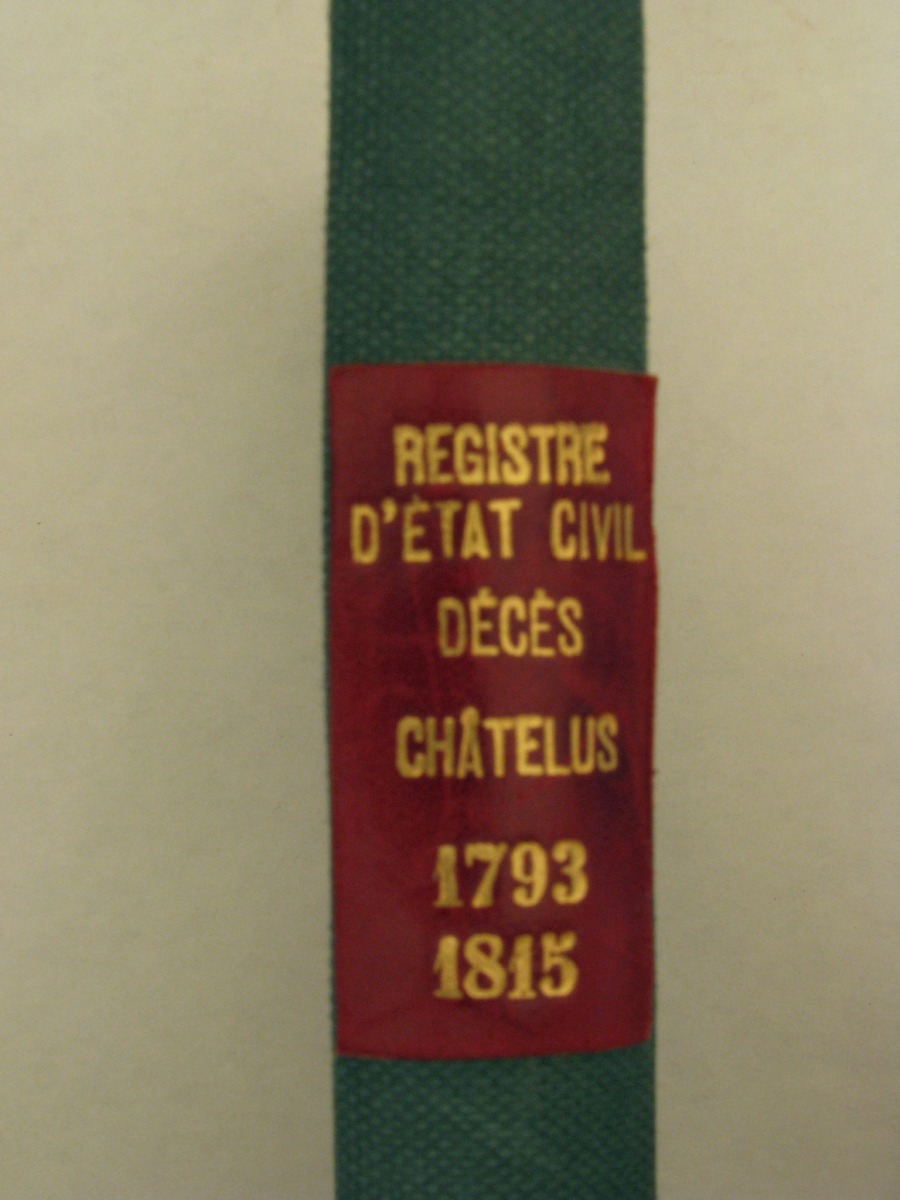 REGISTRE
D'ÉTAT CIVIL
DÉCÈS
CHÂTELUS
1793
1815